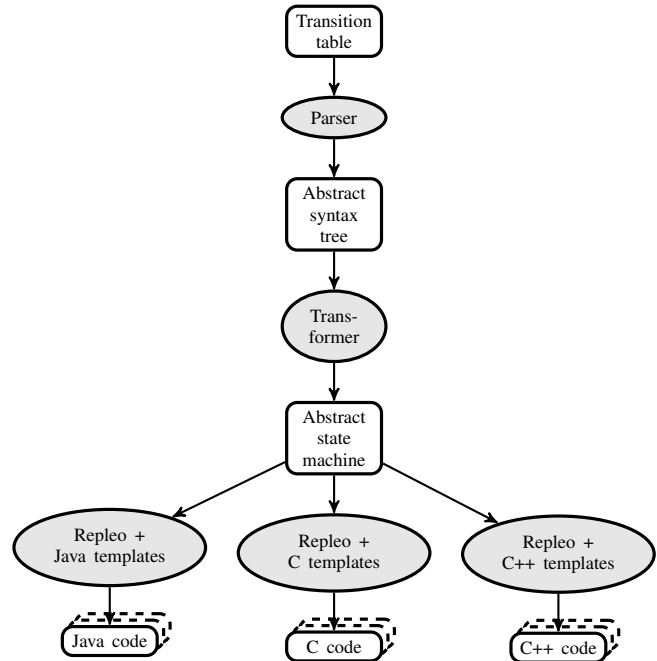 Transition
table
Parser
Abstract
syntax
tree
Trans-
former
Abstract
state
machine
Repleo +
Java templates
Repleo +
C templates
Repleo +
C++ templates
Java code
C code
C++ code